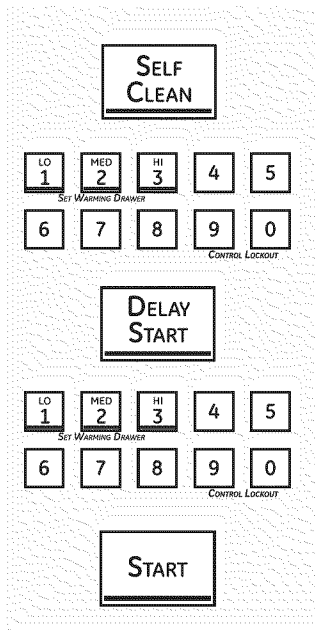 SELF
CLEAN
LO MED HI
1 2 3 4 5
SET WARMING DRAWER
6 7 8 9 0
CONTROL LOCKOUT
DELAY
START
LO MED HI
1 2 3 4 5
SET WARMING DRAWER
6 7 8 9 0
CONTROL LOCKOUT
START